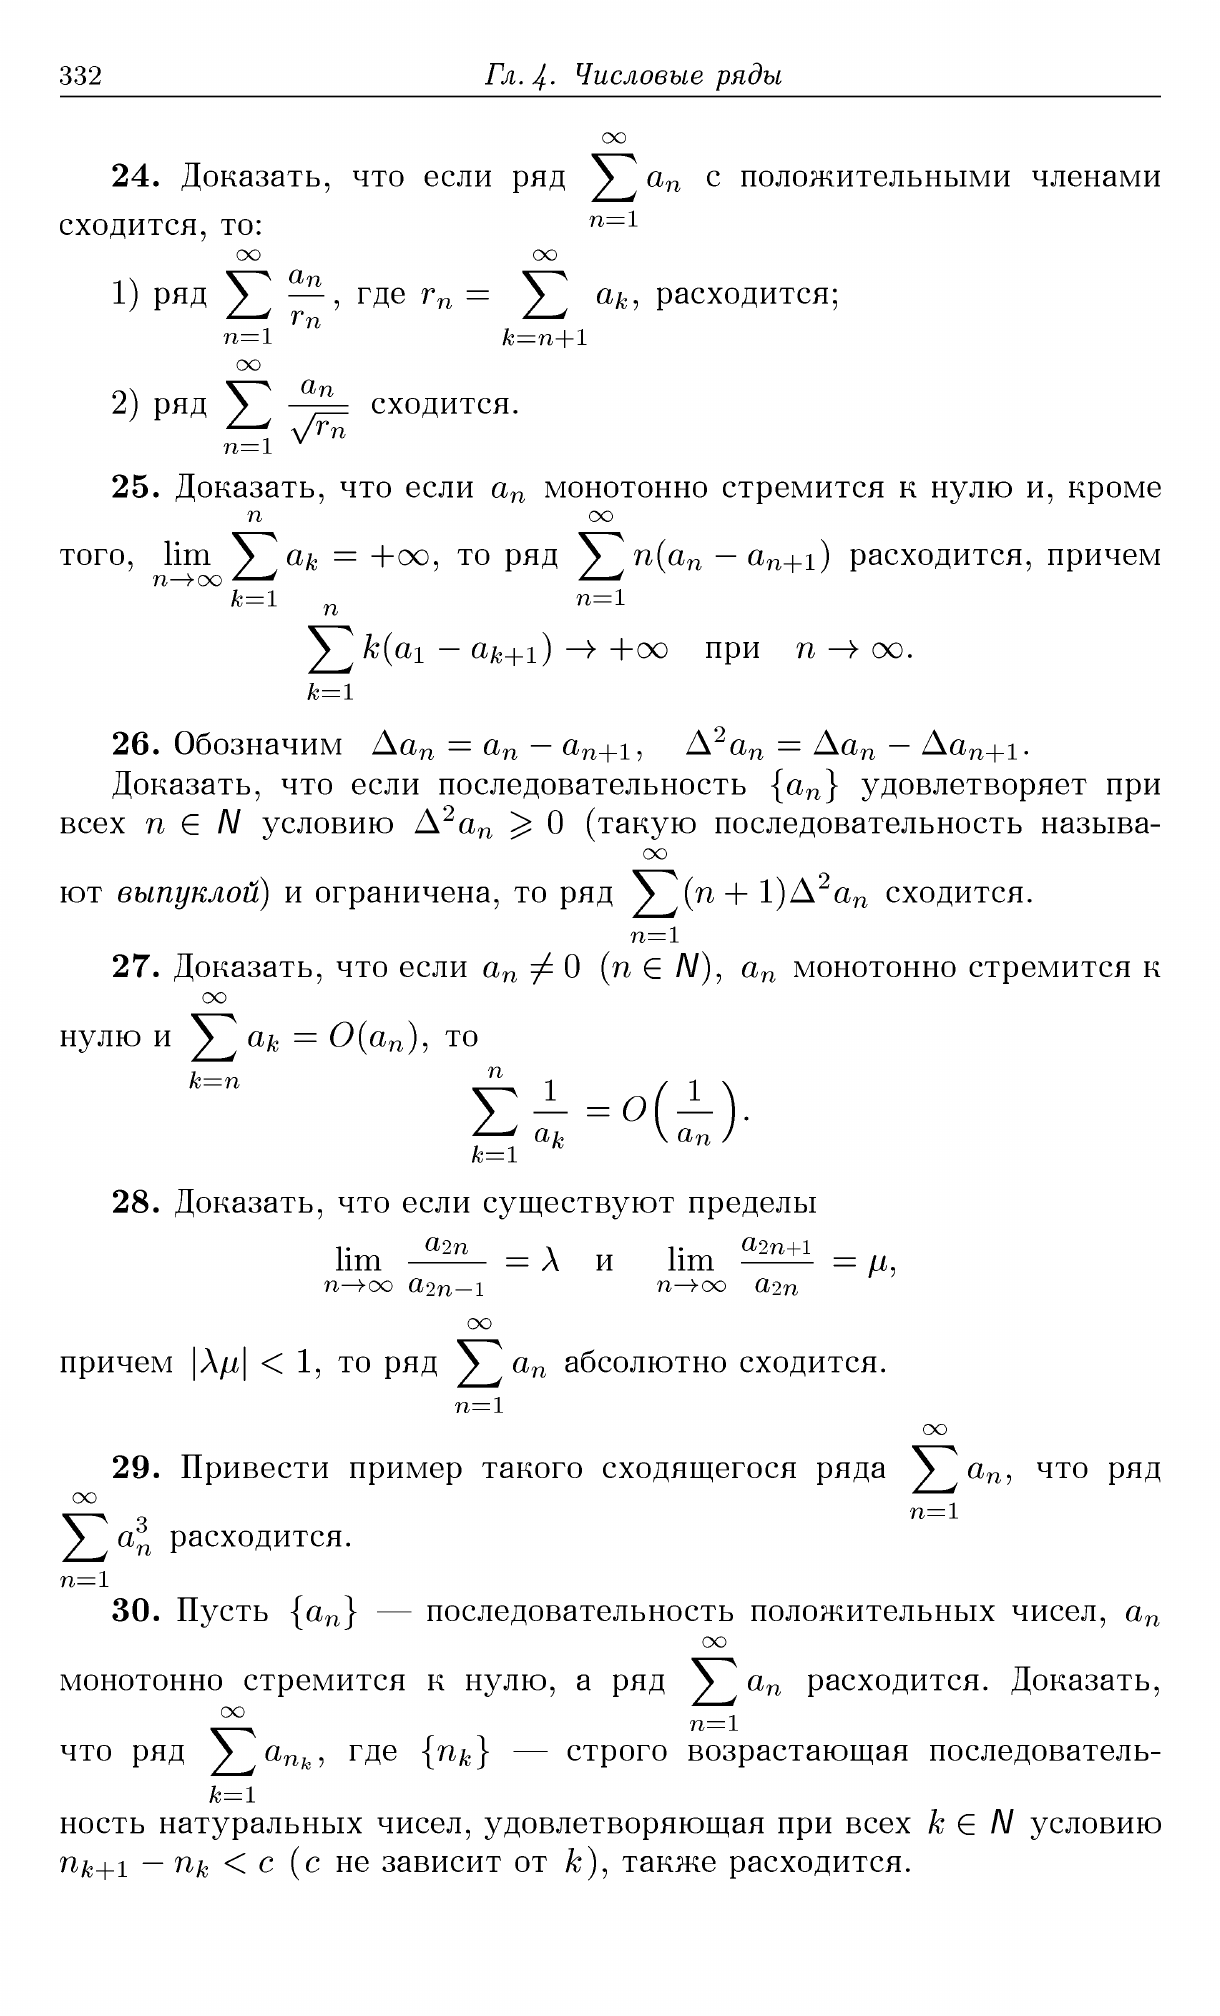 332 Гл. 4. Числовые ряды
24. Доказать, что если ряд $\sum_{n=1}^{\infty} a_n$ с положительными членами
сходится, то:
1) ряд $\sum_{n=1}^{\infty} \frac{a_n}{r_n}$, где $r_n = \sum_{k=n+1}^{\infty} a_k$, расходится;
2) ряд $\sum_{n=1}^{\infty} \frac{a_n}{\sqrt{r_n}}$ сходится.
25. Доказать, что если $a_n$ монотонно стремится к нулю и, кроме
того, $\lim_{n \to \infty} \sum_{k=1}^{n} a_k = +\infty$, то ряд $\sum_{n=1}^{\infty} n(a_n - a_{n+1})$ расходится, причем
$\sum_{k=1}^{n} k(a_1 - a_{k+1}) \to +\infty$ при $n \to \infty$.
26. Обозначим $\Delta a_n = a_n - a_{n+1}$, $\Delta^2 a_n = \Delta a_n - \Delta a_{n+1}$.
Доказать, что если последовательность $\{a_n\}$ удовлетворяет при
всех $n \in N$ условию $\Delta^2 a_n \geqslant 0$ (такую последовательность называ-
ют выпуклой) и ограничена, то ряд $\sum_{n=1}^{\infty} (n + 1)\Delta^2 a_n$ сходится.
27. Доказать, что если $a_n \neq 0$ $(n \in N)$, $a_n$ монотонно стремится к
нулю и $\sum_{k=n}^{\infty} a_k = O(a_n)$, то
$\sum_{k=1}^{n} \frac{1}{a_k} = O\left(\frac{1}{a_n}\right)$.
28. Доказать, что если существуют пределы
$\lim_{n \to \infty} \frac{a_{2n}}{a_{2n-1}} = \lambda$ и $\lim_{n \to \infty} \frac{a_{2n+1}}{a_{2n}} = \mu$,
причем $|\lambda\mu| < 1$, то ряд $\sum_{n=1}^{\infty} a_n$ абсолютно сходится.
29. Привести пример такого сходящегося ряда $\sum_{n=1}^{\infty} a_n$, что ряд
$\sum_{n=1}^{\infty} a_n^3$ расходится.
30. Пусть $\{a_n\}$ — последовательность положительных чисел, $a_n$
монотонно стремится к нулю, а ряд $\sum_{n=1}^{\infty} a_n$ расходится. Доказать,
что ряд $\sum_{k=1}^{\infty} a_{n_k}$, где $\{n_k\}$ — строго возрастающая последователь-
ность натуральных чисел, удовлетворяющая при всех $k \in N$ условию
$n_{k+1} - n_k < c$ ($c$ не зависит от $k$), также расходится.